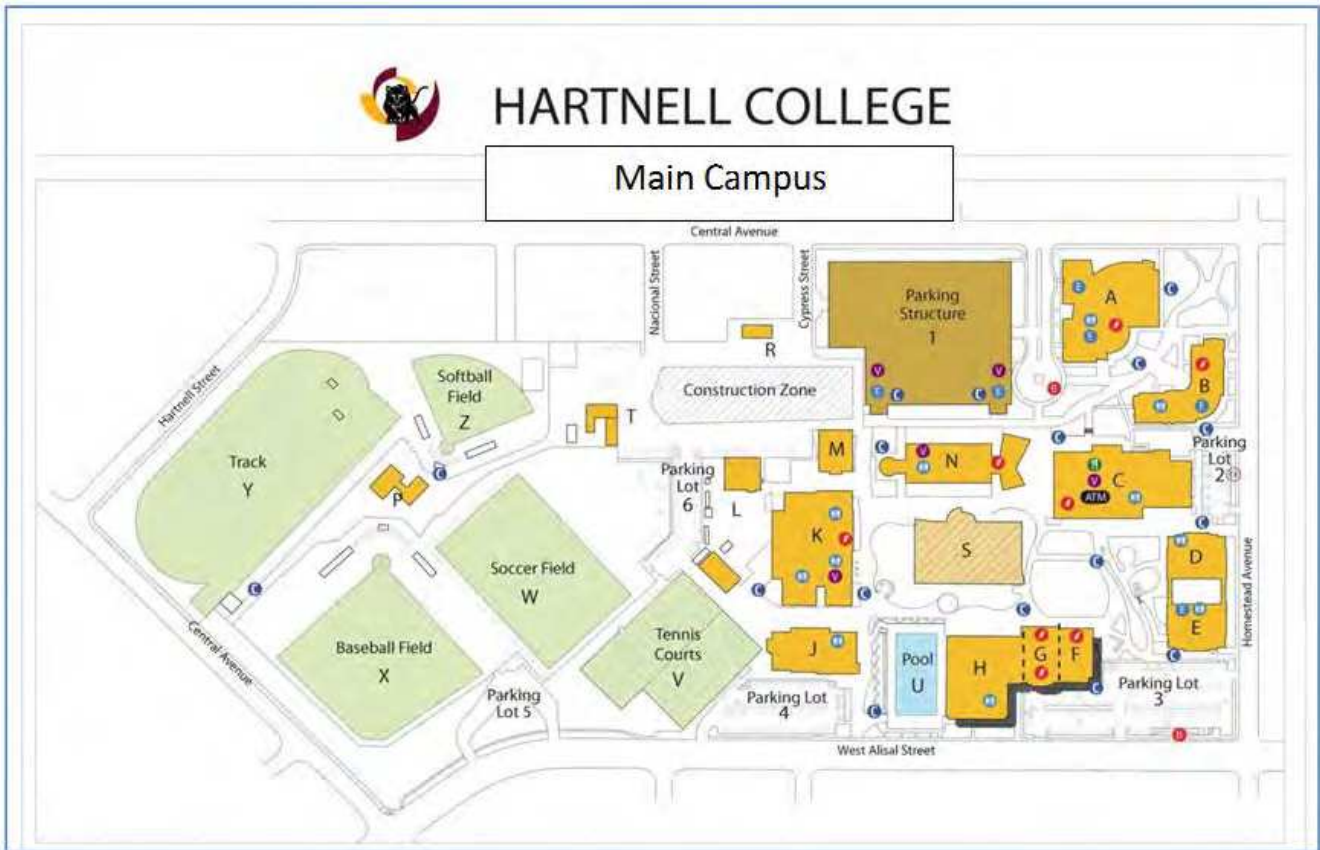 HARTNELL COLLEGE
Main Campus
Central Avenue
Hartnell Street
Nacional Street
Cypress Street
Parking
Structure
1
A
B
R
Construction Zone
Softball
Field
Z
T
Track
Y
P
Parking
Lot
6
L
M
N
C
ATM
Parking
Lot
2
K
S
D
E
Homestead Avenue
Soccer Field
W
Baseball Field
X
Central Avenue
Tennis
Courts
V
J
Pool
U
H
G
F
Parking
Lot 5
Parking Lot
4
Parking Lot
3
West Alisal Street